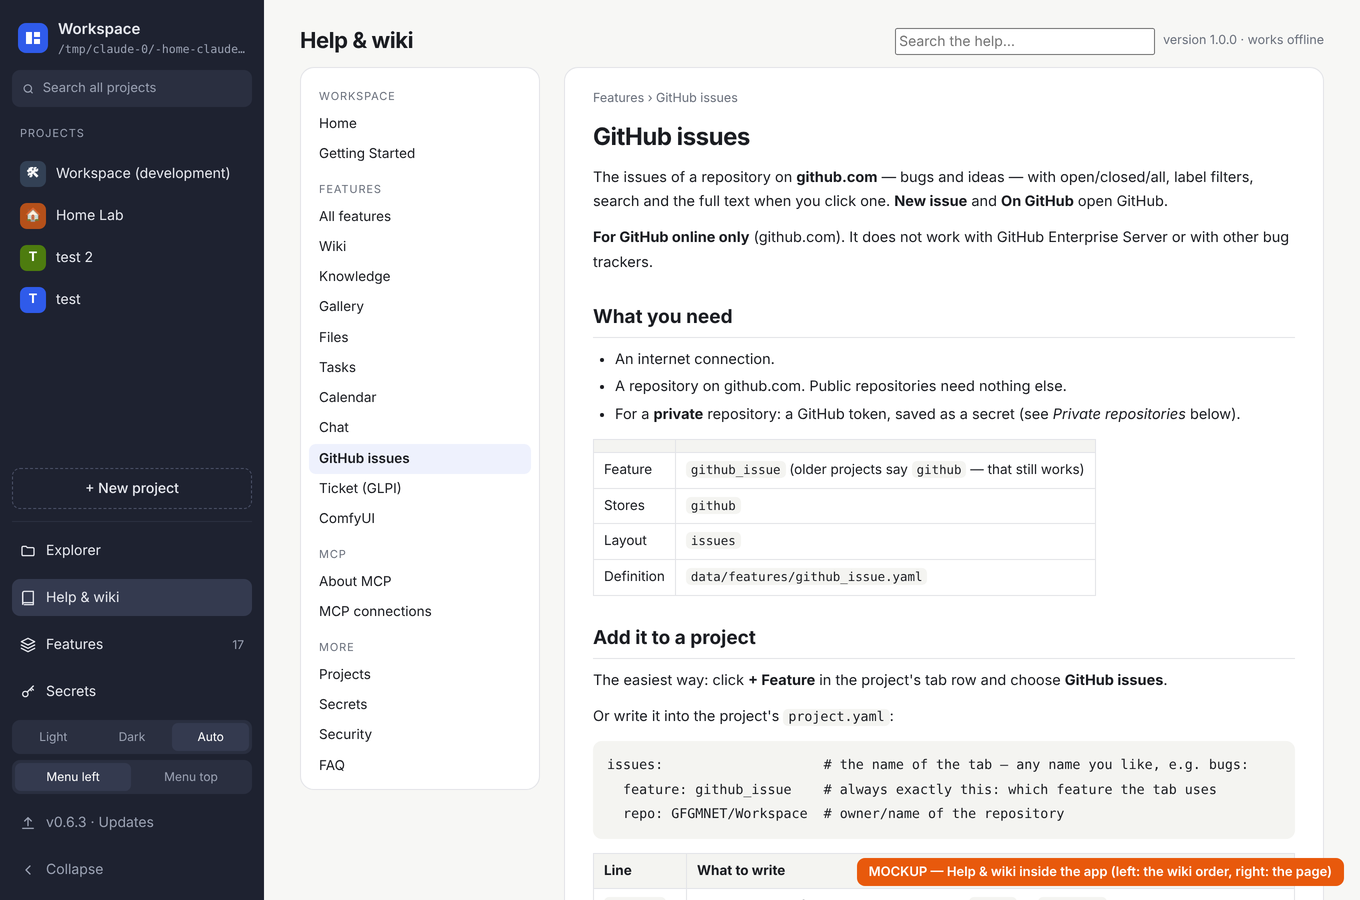 Workspace
/tmp/claude-0/-home-claude…
Search all projects
PROJECTS
Workspace (development)
Home Lab
T test 2
T test
+ New project
Explorer
Help & wiki
Features 17
Secrets
Light Dark Auto
Menu left Menu top
v0.6.3 · Updates
Collapse
Help & wiki
Search the help...
version 1.0.0 · works offline
WORKSPACE
Home
Getting Started
FEATURES
All features
Wiki
Knowledge
Gallery
Files
Tasks
Calendar
Chat
GitHub issues
Ticket (GLPI)
ComfyUI
MCP
About MCP
MCP connections
MORE
Projects
Secrets
Security
FAQ
Features › GitHub issues
GitHub issues
The issues of a repository on github.com — bugs and ideas — with open/closed/all, label filters,
search and the full text when you click one. New issue and On GitHub open GitHub.
For GitHub online only (github.com). It does not work with GitHub Enterprise Server or with other bug
trackers.
What you need
• An internet connection.
• A repository on github.com. Public repositories need nothing else.
• For a private repository: a GitHub token, saved as a secret (see Private repositories below).
Feature github_issue (older projects say github — that still works)
Stores github
Layout issues
Definition data/features/github_issue.yaml
Add it to a project
The easiest way: click + Feature in the project's tab row and choose GitHub issues.
Or write it into the project's project.yaml:
issues: # the name of the tab — any name you like, e.g. bugs:
feature: github_issue # always exactly this: which feature the tab uses
repo: GFGMNET/Workspace # owner/name of the repository
Line What to write
MOCKUP — Help & wiki inside the app (left: the wiki order, right: the page)